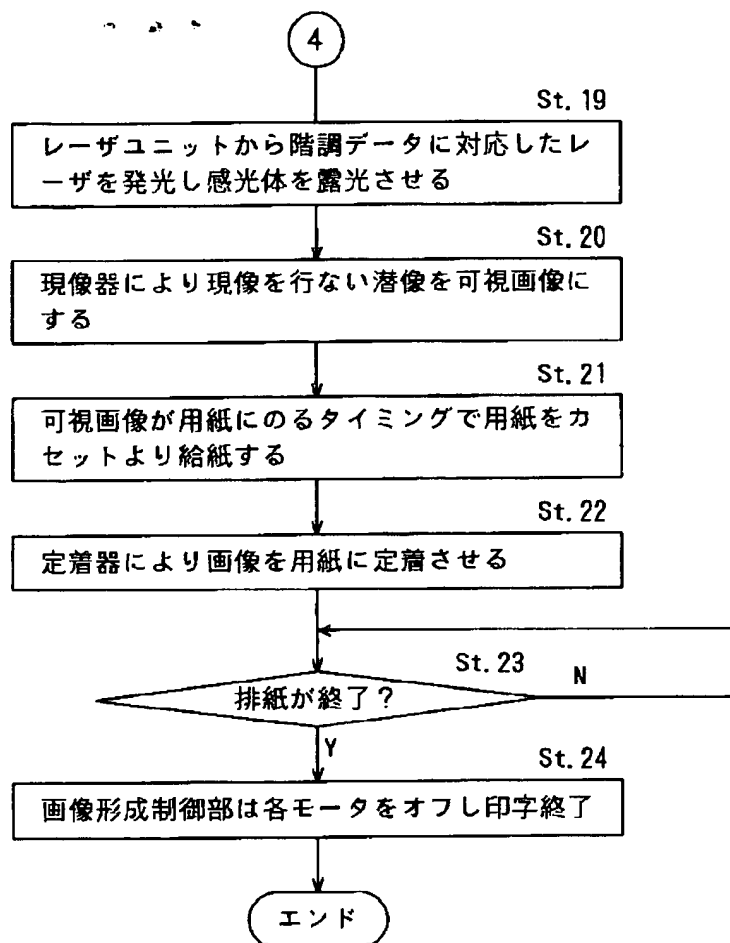 4
St.19
レーザユニットから階調データに対応したレ
ーザを発光し感光体を露光させる
St.20
現像器により現像を行ない潜像を可視画像に
する
St.21
可視画像が用紙にのるタイミングで用紙をカ
セットより給紙する
St.22
定着器により画像を用紙に定着させる
St.23
排紙が終了？
N
Y
St.24
画像形成制御部は各モータをオフし印字終了
エンド